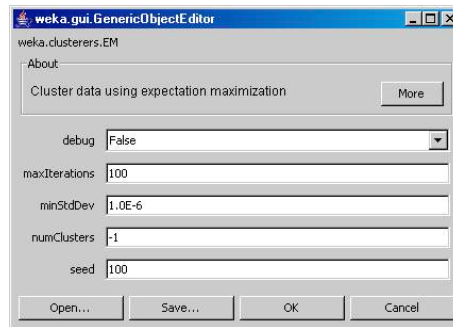 weka.gui.GenericObjectEditor
weka.clusterers.EM
About
Cluster data using expectation maximization
More
debug False
maxIterations 100
minStdDev 1.0E-6
numClusters -1
seed 100
Open... Save... OK Cancel